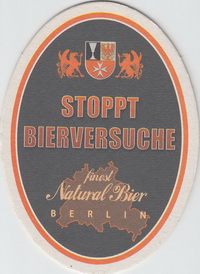 STOPPT
BIERVERSUCHE
finest
Natural Bier
BERLIN